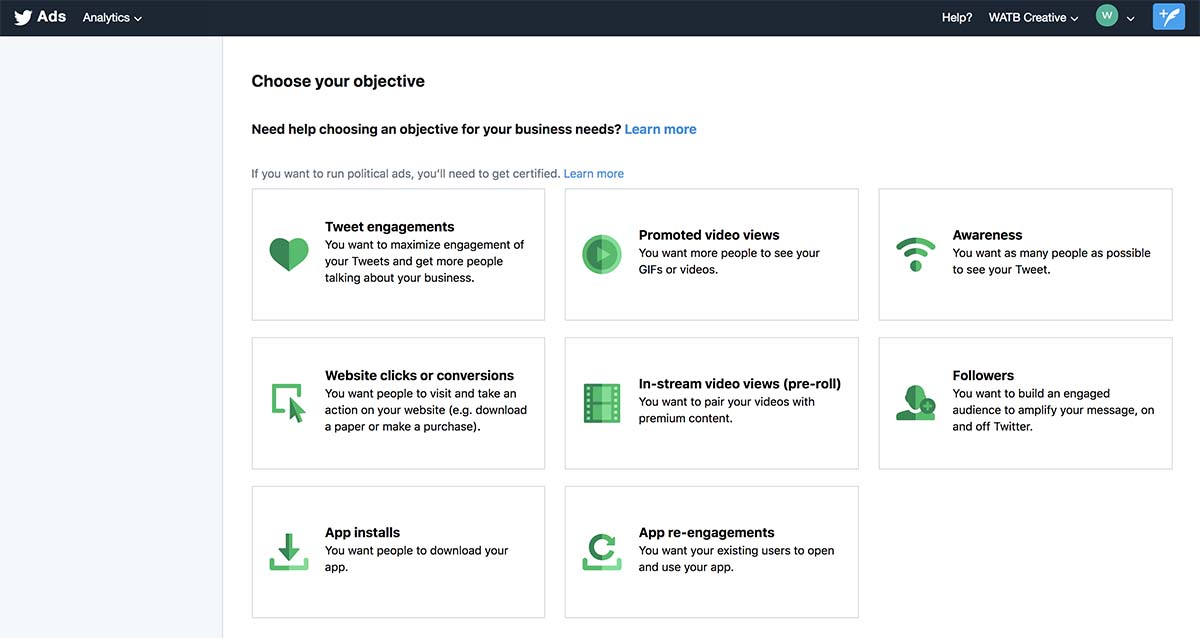 Ads Analytics Help? WATB Creative W
Choose your objective
Need help choosing an objective for your business needs? Learn more
If you want to run political ads, you’ll need to get certified. Learn more
Tweet engagements
You want to maximize engagement of
your Tweets and get more people
talking about your business.
Promoted video views
You want more people to see your
GIFs or videos.
Awareness
You want as many people as possible
to see your Tweet.
Website clicks or conversions
You want people to visit and take an
action on your website (e.g. download
a paper or make a purchase).
In-stream video views (pre-roll)
You want to pair your videos with
premium content.
Followers
You want to build an engaged
audience to amplify your message, on
and off Twitter.
App installs
You want people to download your
app.
App re-engagements
You want your existing users to open
and use your app.